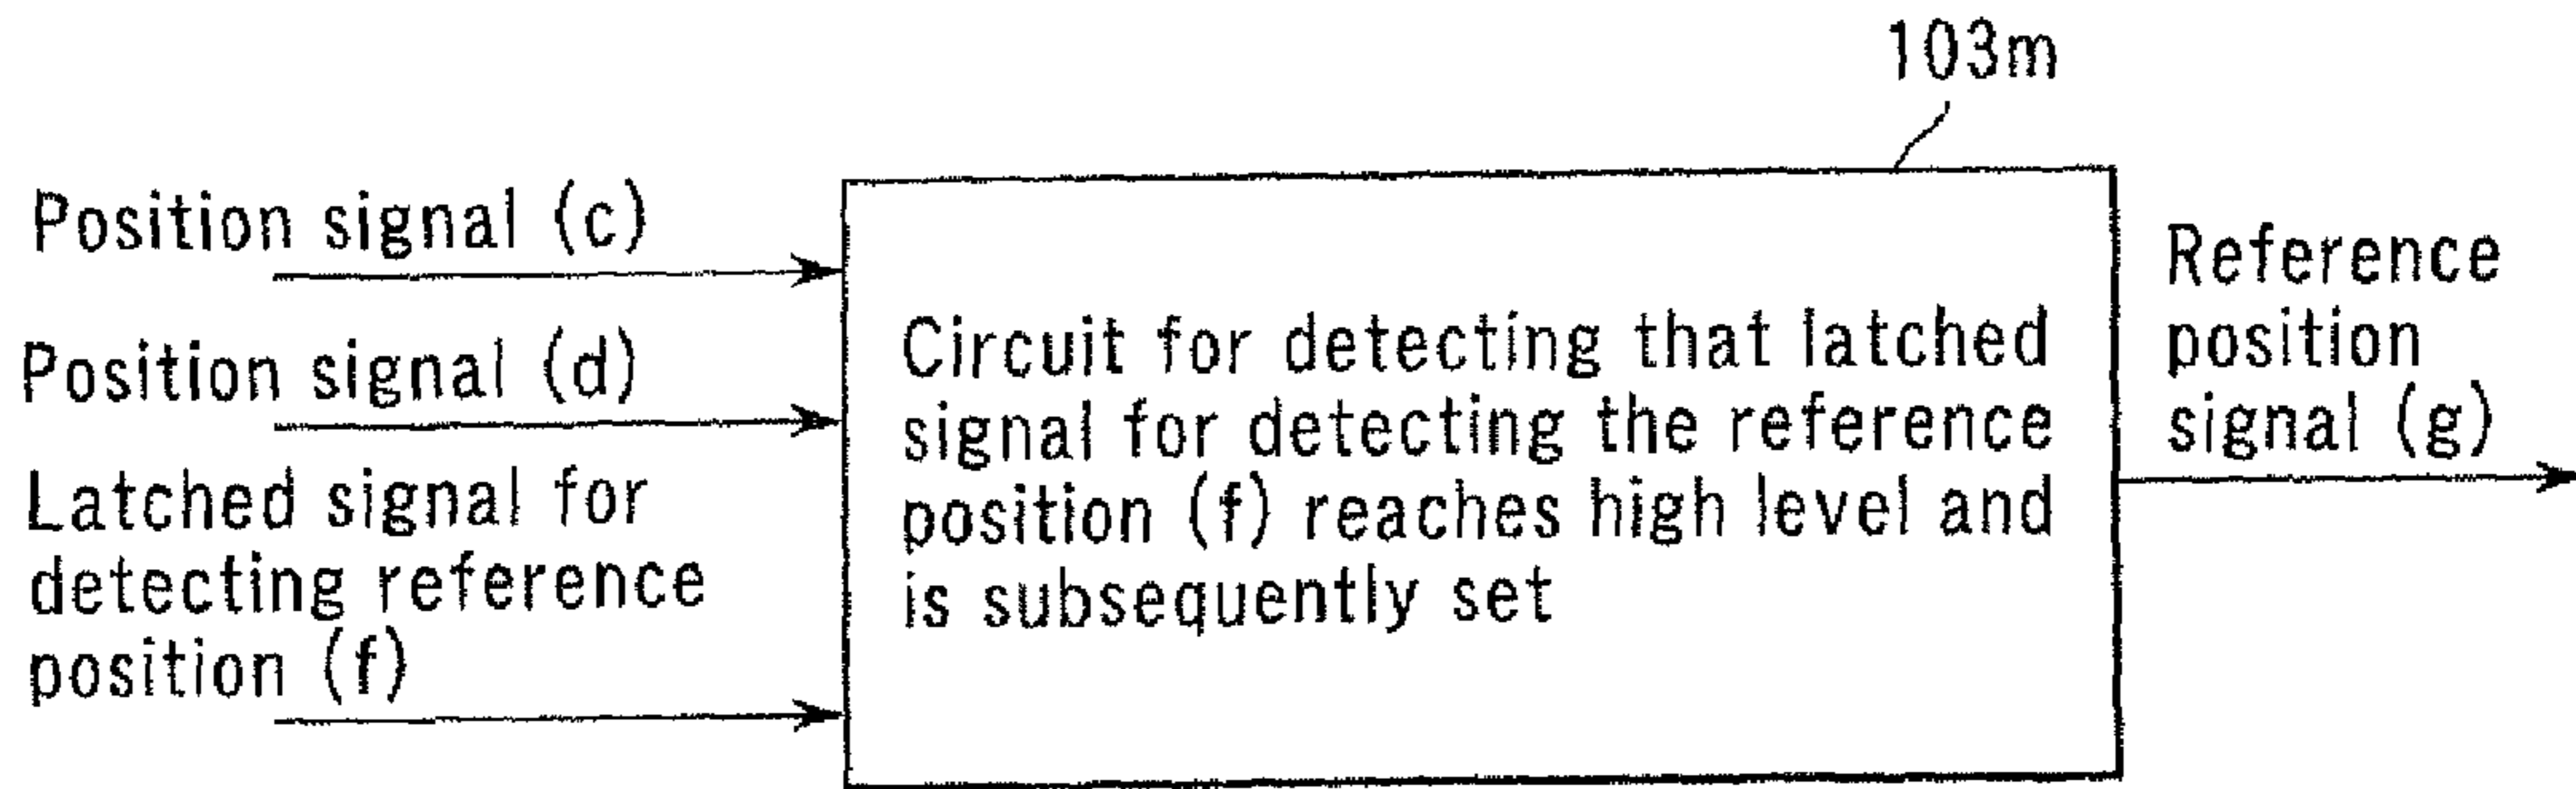 103m
Position signal (c)
Position signal (d)
Latched signal for
detecting reference
position (f)
Circuit for detecting that latched
signal for detecting the reference
position (f) reaches high level and
is subsequently set
Reference
position
signal (g)